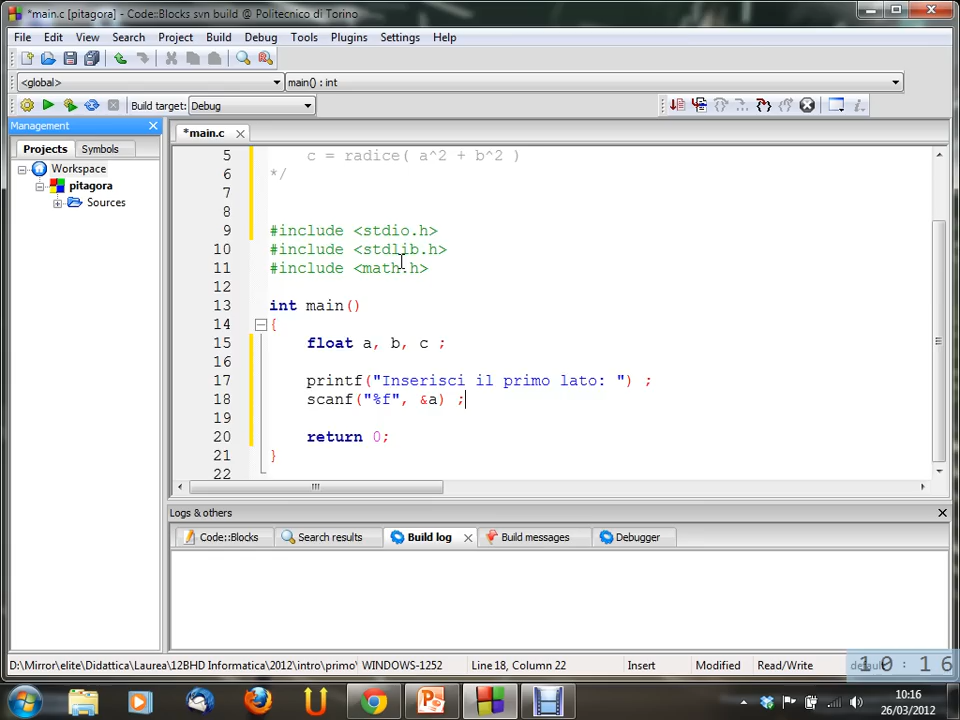 *main.c [pitagora] - Code::Blocks svn build @ Politecnico di Torino
File Edit View Search Project Build Debug Tools Plugins Settings Help
<global> main() : int
Build target: Debug
Management
Projects Symbols
Workspace
pitagora
Sources
*main.c
5 c = radice( a^2 + b^2 )
6 */
7
8
9 #include <stdio.h>
10 #include <stdlib.h>
11 #include <math.h>
12
13 int main()
14 {
15 float a, b, c ;
16
17 printf("Inserisci il primo lato: ") ;
18 scanf("%f", &a) ;
19
20 return 0;
21 }
22
Logs & others
Code::Blocks Search results Build log Build messages Debugger
D:\Mirror\elite\Didattica\Laurea\12BHD Informatica\2012\intro\primo\ WINDOWS-1252 Line 18, Column 22 Insert Modified Read/Write default
10:16
10:16
26/03/2012